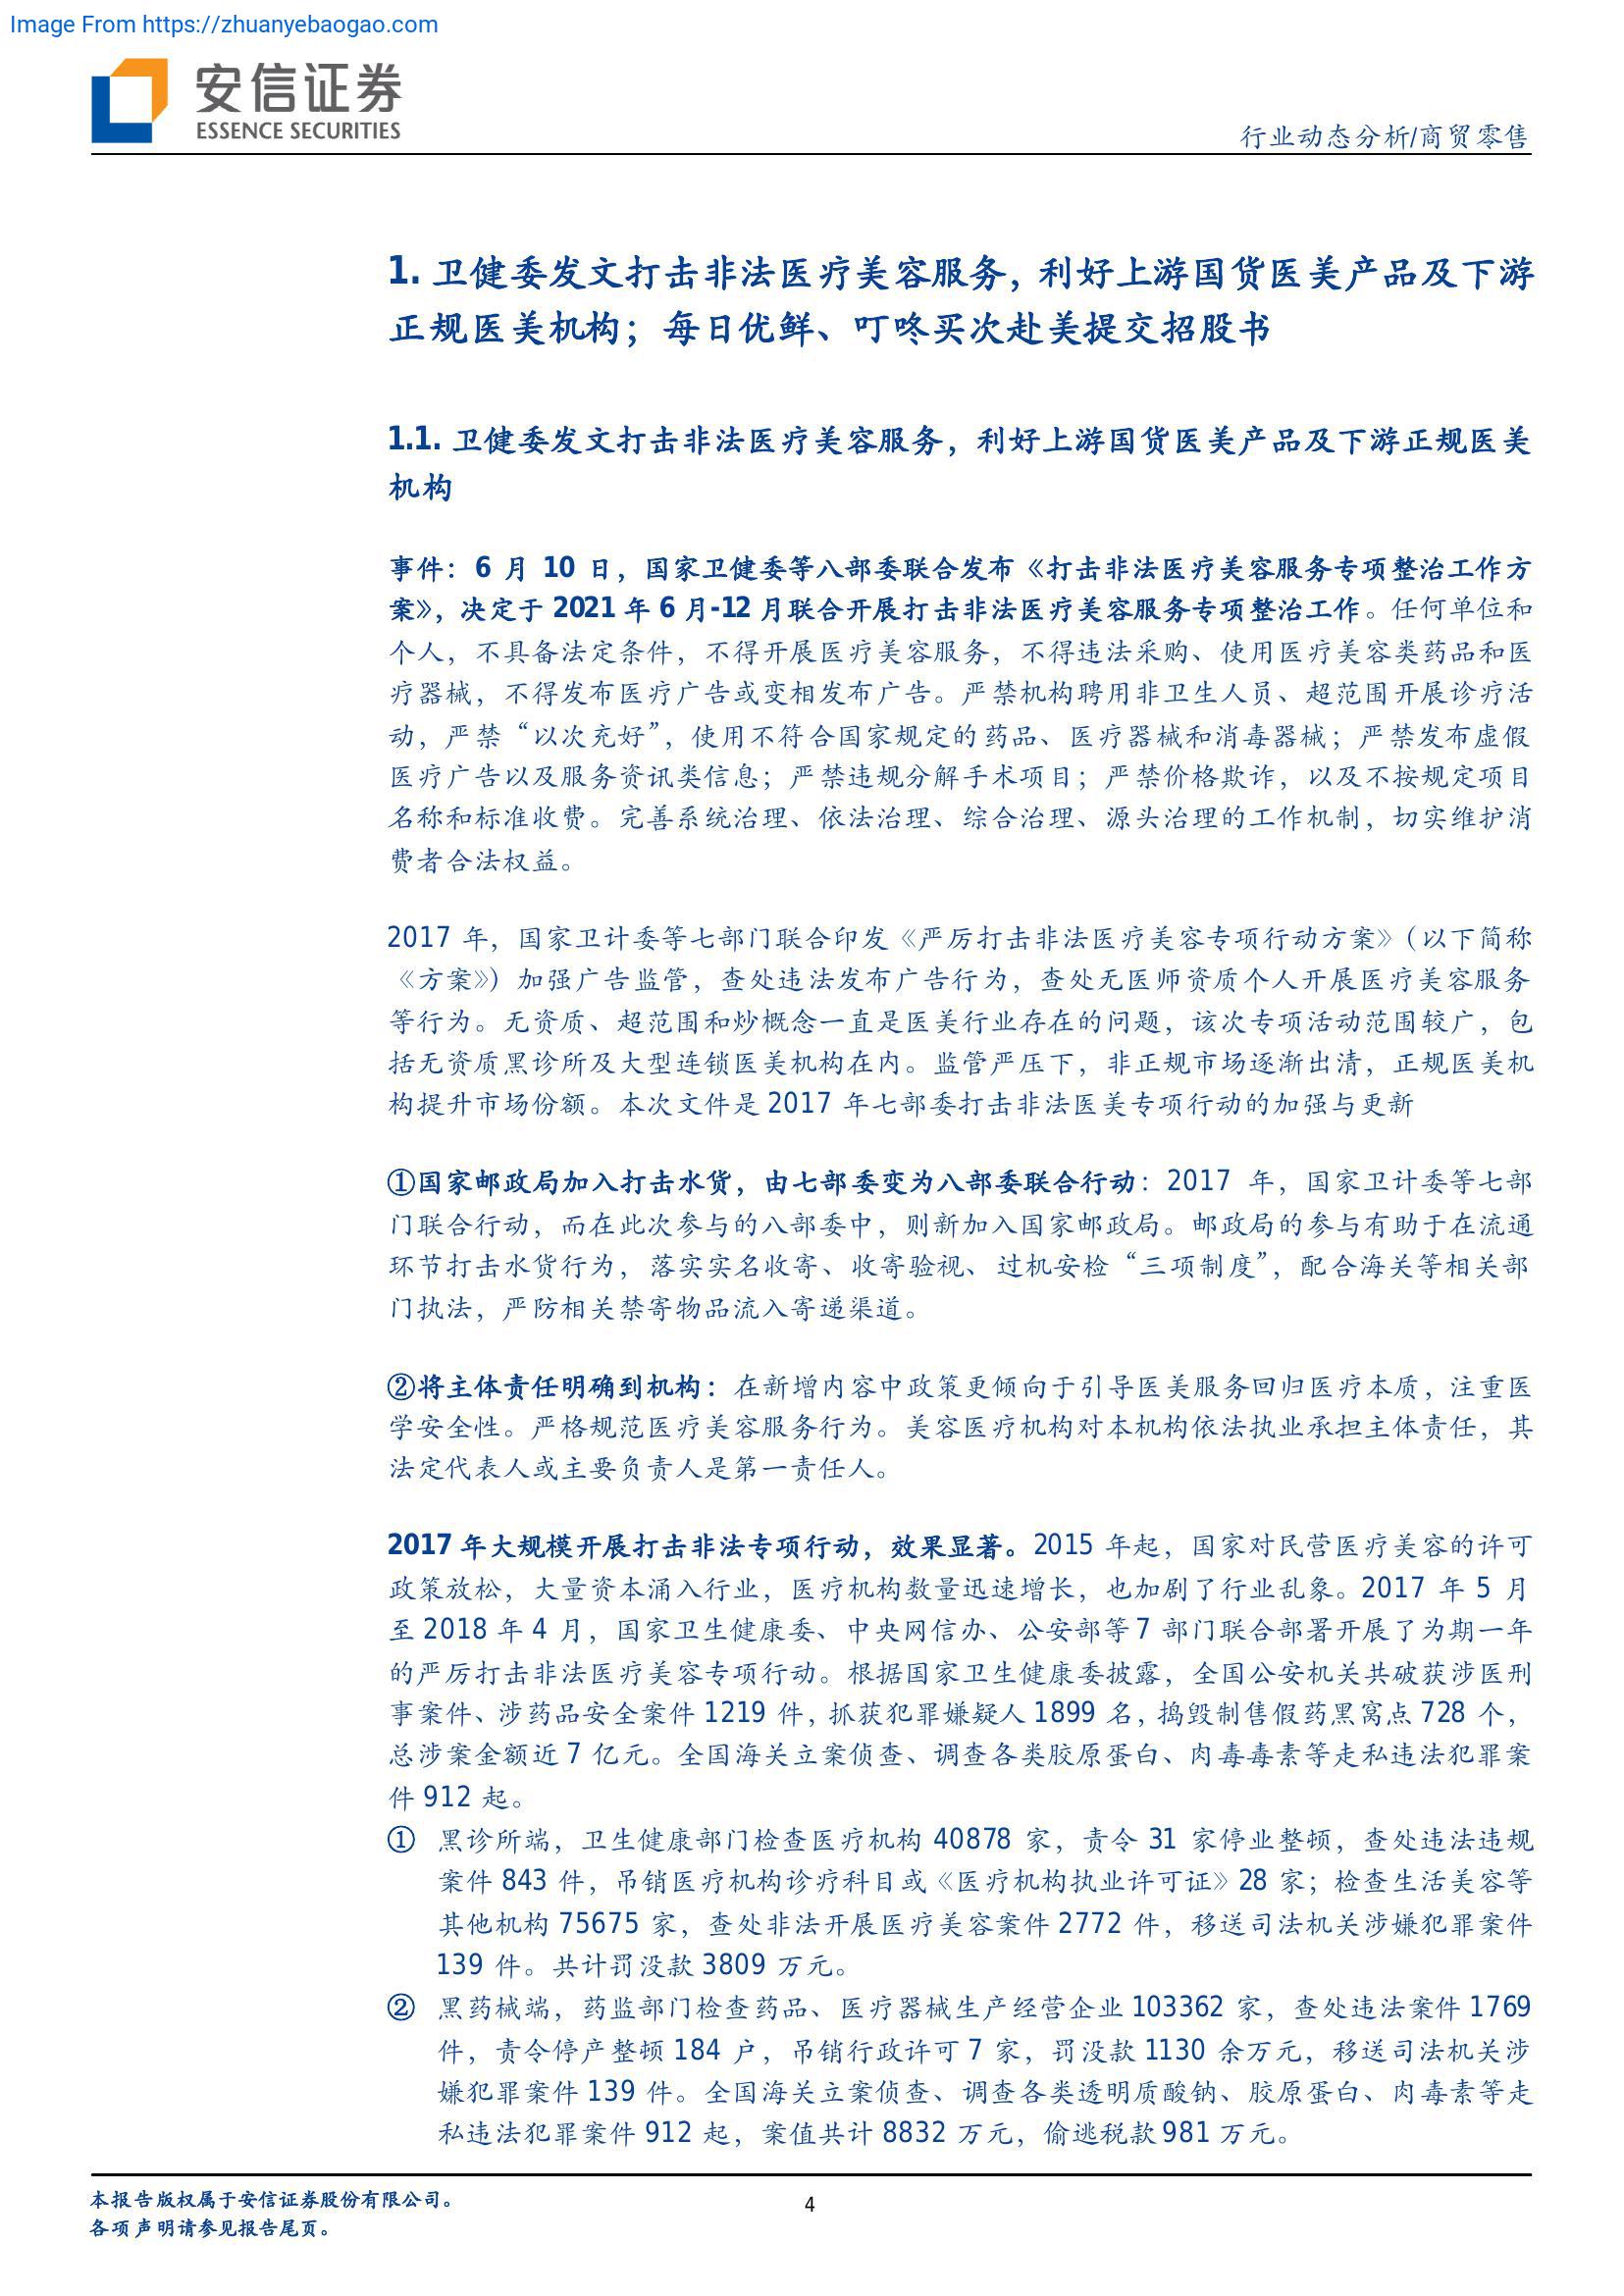 Image From https://zhuanyebaogao.com
安信证券
ESSENCE SECURITIES
行业动态分析/商贸零售
1. 卫健委发文打击非法医疗美容服务，利好上游国货医美产品及下游
正规医美机构；每日优鲜、叮咚买次赴美提交招股书
1.1. 卫健委发文打击非法医疗美容服务，利好上游国货医美产品及下游正规医美
机构
事件：6 月 10 日，国家卫健委等八部委联合发布《打击非法医疗美容服务专项整治工作方
案》，决定于 2021 年 6 月-12 月联合开展打击非法医疗美容服务专项整治工作。任何单位和
个人，不具备法定条件，不得开展医疗美容服务，不得违法采购、使用医疗美容类药品和医
疗器械，不得发布医疗广告或变相发布广告。严禁机构聘用非卫生人员、超范围开展诊疗活
动，严禁“以次充好”，使用不符合国家规定的药品、医疗器械和消毒器械；严禁发布虚假
医疗广告以及服务资讯类信息；严禁违规分解手术项目；严禁价格欺诈，以及不按规定项目
名称和标准收费。完善系统治理、依法治理、综合治理、源头治理的工作机制，切实维护消
费者合法权益。
2017 年，国家卫计委等七部门联合印发《严厉打击非法医疗美容专项行动方案》（以下简称
《方案》）加强广告监管，查处违法发布广告行为，查处无医师资质个人开展医疗美容服务
等行为。无资质、超范围和炒概念一直是医美行业存在的问题，该次专项活动范围较广，包
括无资质黑诊所及大型连锁医美机构在内。监管严压下，非正规市场逐渐出清，正规医美机
构提升市场份额。本次文件是 2017 年七部委打击非法医美专项行动的加强与更新
①国家邮政局加入打击水货，由七部委变为八部委联合行动：2017 年，国家卫计委等七部
门联合行动，而在此次参与的八部委中，则新加入国家邮政局。邮政局的参与有助于在流通
环节打击水货行为，落实实名收寄、收寄验视、过机安检“三项制度”，配合海关等相关部
门执法，严防相关禁寄物品流入寄递渠道。
②将主体责任明确到机构：在新增内容中政策更倾向于引导医美服务回归医疗本质，注重医
学安全性。严格规范医疗美容服务行为。美容医疗机构对本机构依法执业承担主体责任，其
法定代表人或主要负责人是第一责任人。
2017 年大规模开展打击非法专项行动，效果显著。2015 年起，国家对民营医疗美容的许可
政策放松，大量资本涌入行业，医疗机构数量迅速增长，也加剧了行业乱象。2017 年 5 月
至 2018 年 4 月，国家卫生健康委、中央网信办、公安部等 7 部门联合部署开展了为期一年
的严厉打击非法医疗美容专项行动。根据国家卫生健康委披露，全国公安机关共破获涉医刑
事案件、涉药品安全案件 1219 件，抓获犯罪嫌疑人 1899 名，捣毁制售假药黑窝点 728 个，
总涉案金额近 7 亿元。全国海关立案侦查、调查各类胶原蛋白、肉毒毒素等走私违法犯罪案
件 912 起。
① 黑诊所端，卫生健康部门检查医疗机构 40878 家，责令 31 家停业整顿，查处违法违规
案件 843 件，吊销医疗机构诊疗科目或《医疗机构执业许可证》28 家；检查生活美容等
其他机构 75675 家，查处非法开展医疗美容案件 2772 件，移送司法机关涉嫌犯罪案件
139 件。共计罚没款 3809 万元。
② 黑药械端，药监部门检查药品、医疗器械生产经营企业 103362 家，查处违法案件 1769
件，责令停产整顿 184 户，吊销行政许可 7 家，罚没款 1130 余万元，移送司法机关涉
嫌犯罪案件 139 件。全国海关立案侦查、调查各类透明质酸钠、胶原蛋白、肉毒素等走
私违法犯罪案件 912 起，案值共计 8832 万元，偷逃税款 981 万元。
本报告版权属于安信证券股份有限公司。
4
各项声明请参见报告尾页。